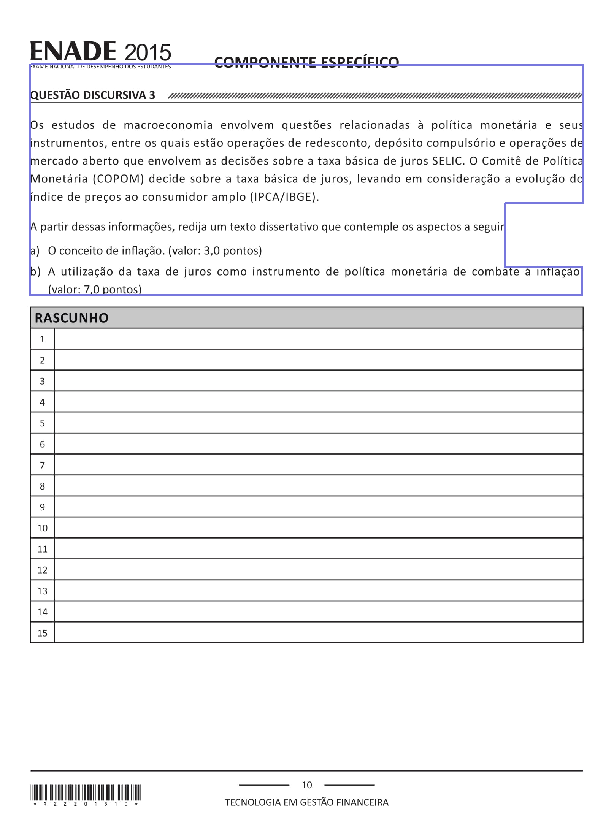 ENADE 2015
EXAME NACIONAL DE DESEMPENHO DOS ESTUDANTES
COMPONENTE ESPECÍFICO
QUESTÃO DISCURSIVA 3
Os estudos de macroeconomia envolvem questões relacionadas à política monetária e seus
instrumentos, entre os quais estão operações de redesconto, depósito compulsório e operações de
mercado aberto que envolvem as decisões sobre a taxa básica de juros SELIC. O Comitê de Política
Monetária (COPOM) decide sobre a taxa básica de juros, levando em consideração a evolução do
índice de preços ao consumidor amplo (IPCA/IBGE).
A partir dessas informações, redija um texto dissertativo que contemple os aspectos a seguir
a) O conceito de inflação. (valor: 3,0 pontos)
b) A utilização da taxa de juros como instrumento de política monetária de combate à inflação
(valor: 7,0 pontos)
RASCUNHO
1
2
3
4
5
6
7
8
9
10
11
12
13
14
15
10
TECNOLOGIA EM GESTÃO FINANCEIRA